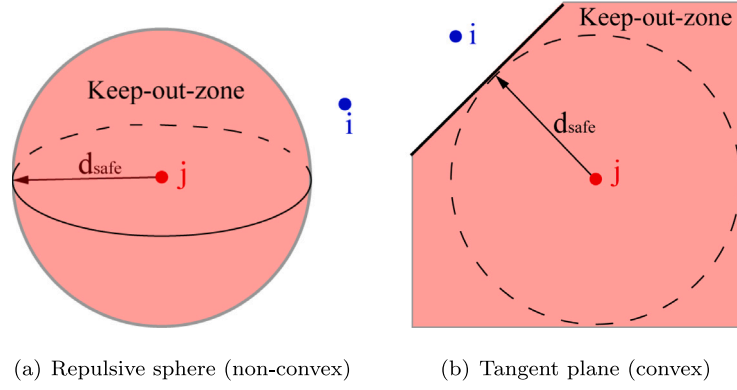 Keep-out-zone
i
dsafe
j
(a) Repulsive sphere (non-convex)
Keep-out-zone
i
dsafe
j
(b) Tangent plane (convex)